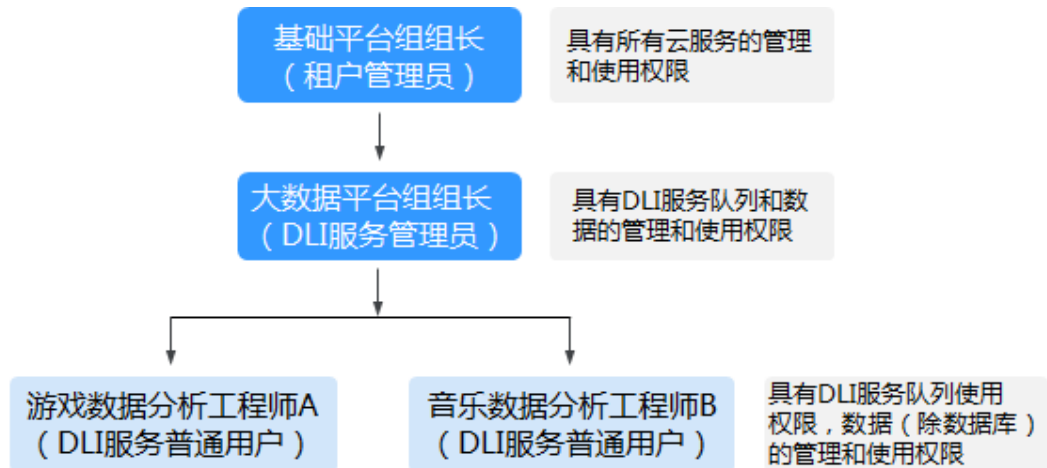 基础平台组组长
（租户管理员）
具有所有云服务的管理
和使用权限
大数据平台组组长
（DLI服务管理员）
具有DLI服务队列和数
据的管理和使用权限
游戏数据分析工程师A
（DLI服务普通用户）
音乐数据分析工程师B
（DLI服务普通用户）
具有DLI服务队列使用
权限，数据（除数据库）
的管理和使用权限